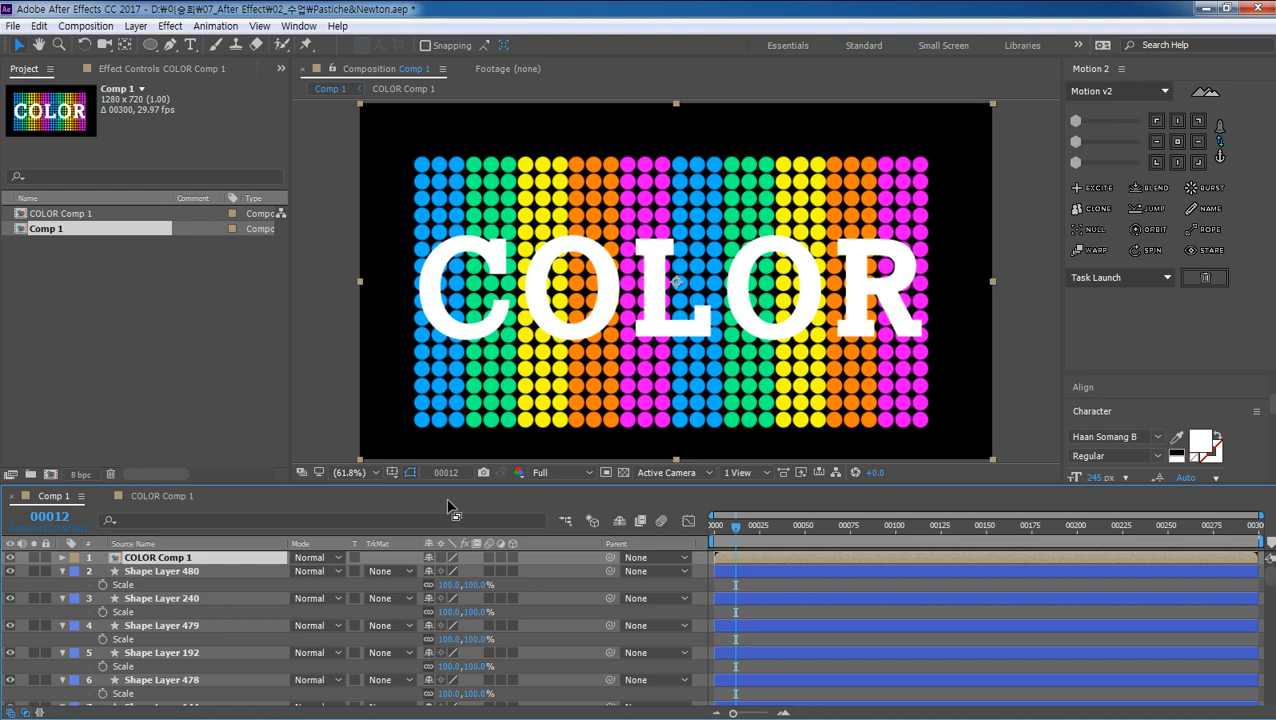 Adobe After Effects CC 2017 - D:₩이승희₩07_After Effect₩02_수업₩Pastiche&Newton.aep *
File Edit Composition Layer Effect Animation View Window Help
Snapping Essentials Standard Small Screen Libraries Search Help
Project Effect Controls COLOR Comp 1 Composition Comp 1 Footage (none) Motion 2
Comp 1 COLOR Comp 1 Motion v2
Comp 1
1280 x 720 (1.00)
Δ 00300, 29.97 fps
COLOR
COLOR
EXCITE BLEND BURST
CLONE JUMP NAME
NULL ORBIT ROPE
WARP SPIN STARE
Task Launch
Name Comment Type
COLOR Comp 1 Compo
Comp 1 Compo
Align
Character
Haan Somang B
Regular
245 px Auto
8 bpc (61.8%) 00012 Full Active Camera 1 View +0.0
Comp 1 COLOR Comp 1
00012
0000 00025 00050 00075 00100 00125 00150 00175 00200 00225 00250 00275 0030
# Source Name Mode T TrkMat Parent
1 COLOR Comp 1 Normal None
2 Shape Layer 480 Normal None None
Scale 100.0,100.0%
3 Shape Layer 240 Normal None None
Scale 100.0,100.0%
4 Shape Layer 479 Normal None None
Scale 100.0,100.0%
5 Shape Layer 192 Normal None None
Scale 100.0,100.0%
6 Shape Layer 478 Normal None None
Scale 100.0,100.0%